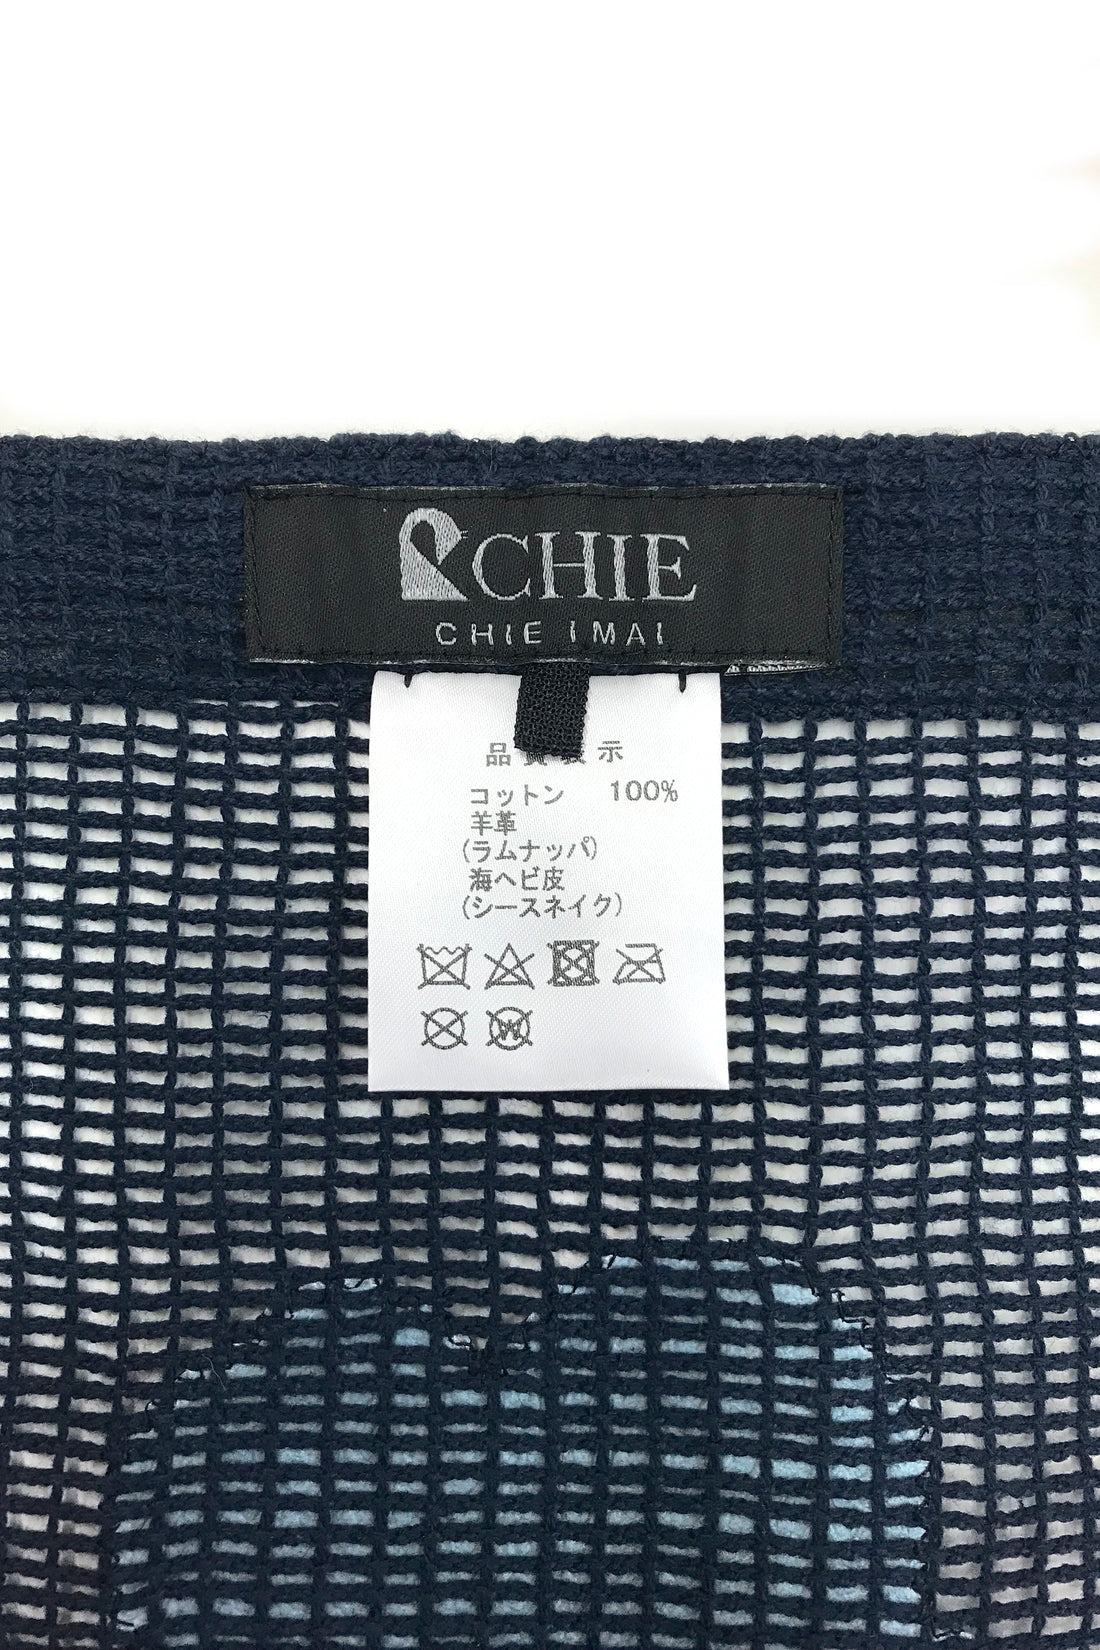 CHIE
CHIE IMAI
品質表示
コットン 100%
羊革
(ラムナッパ)
海ヘビ皮
(シースネイク)
W